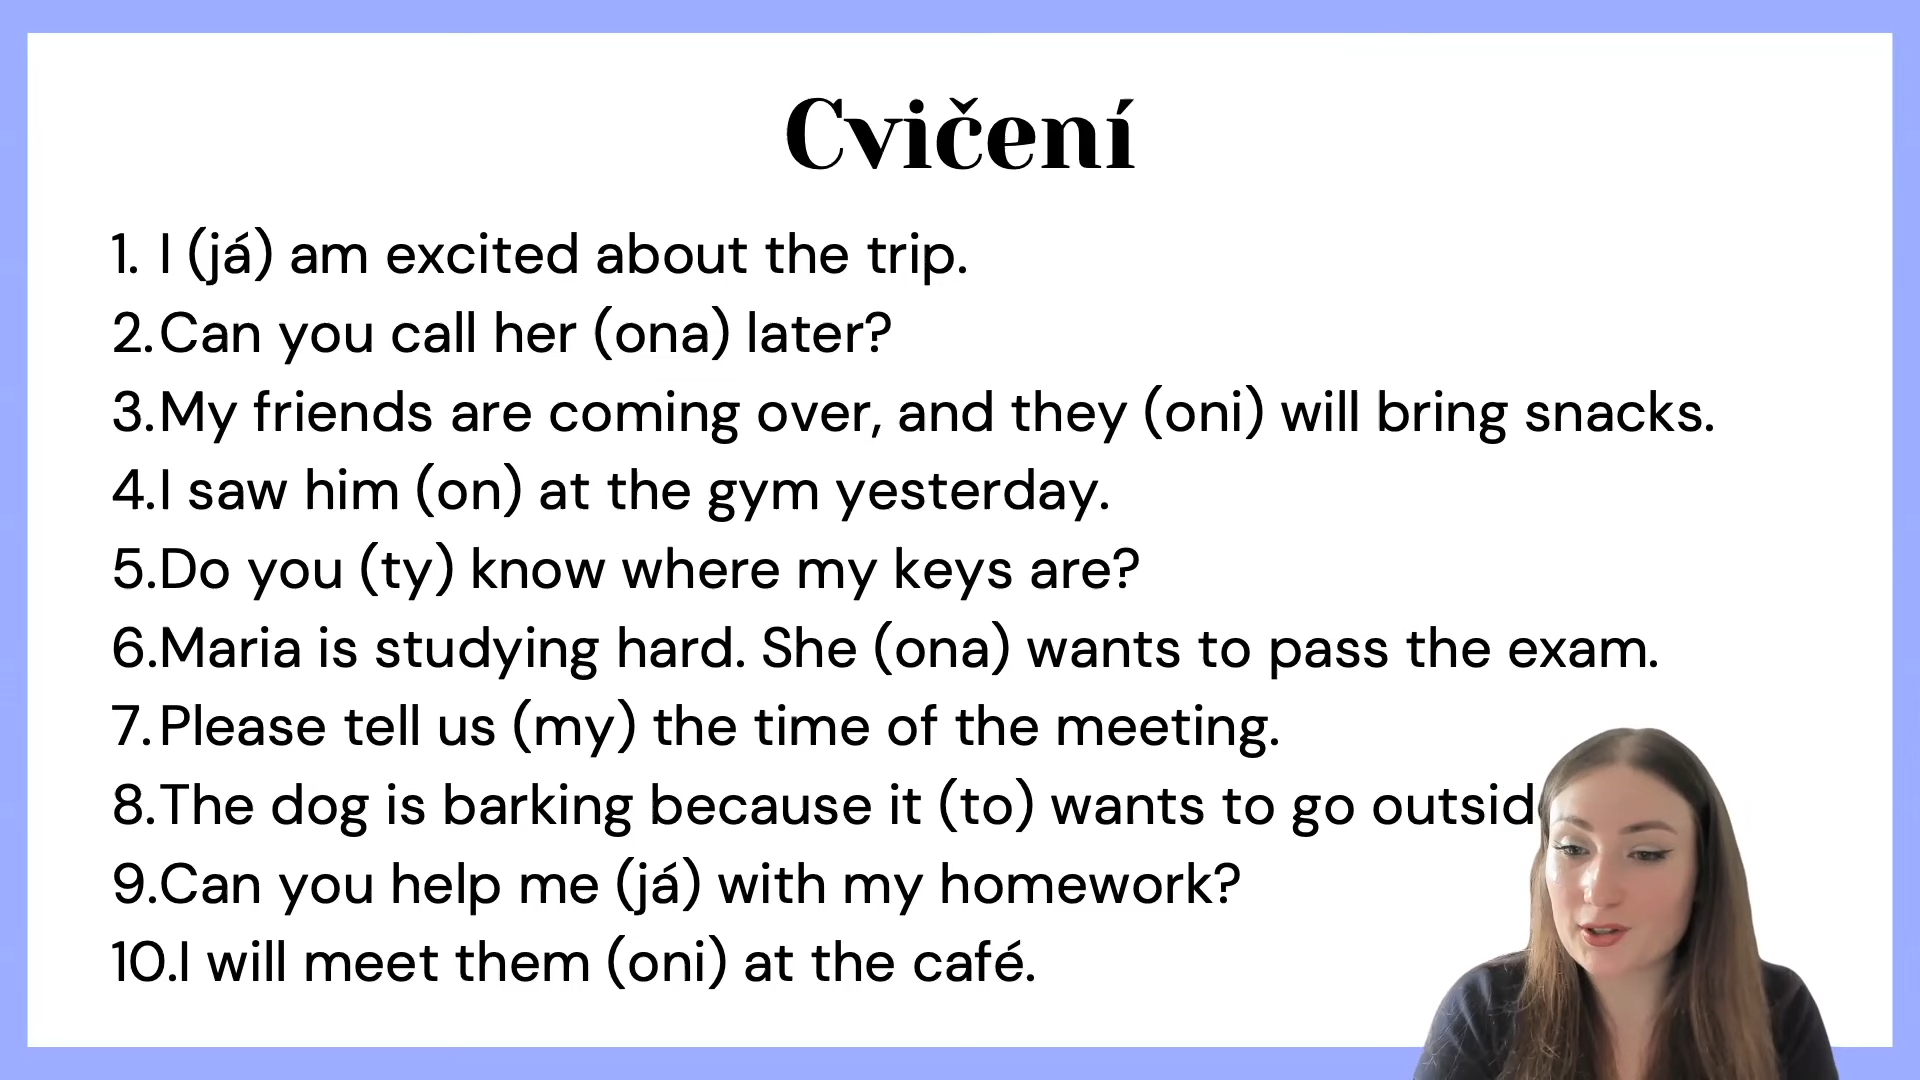 Cvičení
1. I (já) am excited about the trip.
2. Can you call her (ona) later?
3. My friends are coming over, and they (oni) will bring snacks.
4. I saw him (on) at the gym yesterday.
5. Do you (ty) know where my keys are?
6. Maria is studying hard. She (ona) wants to pass the exam.
7. Please tell us (my) the time of the meeting.
8. The dog is barking because it (to) wants to go
9. Can you help me (já) with my homework?
10. I will meet them (oni) at the café.